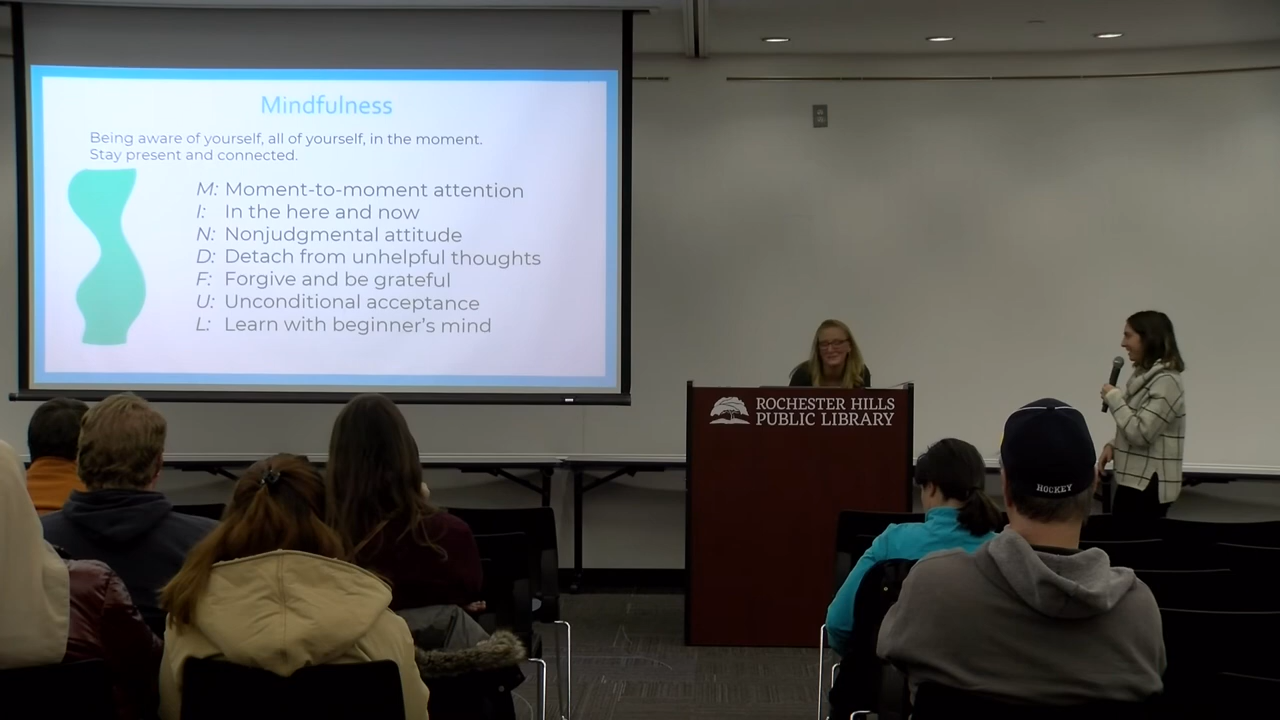 Mindfulness
Being aware of yourself, all of yourself, in the moment.
Stay present and connected.
M: Moment-to-moment attention
I: In the here and now
N: Nonjudgmental attitude
D: Detach from unhelpful thoughts
F: Forgive and be grateful
U: Unconditional acceptance
L: Learn with beginner's mind
ROCHESTER HILLS
PUBLIC LIBRARY
HOCKEY